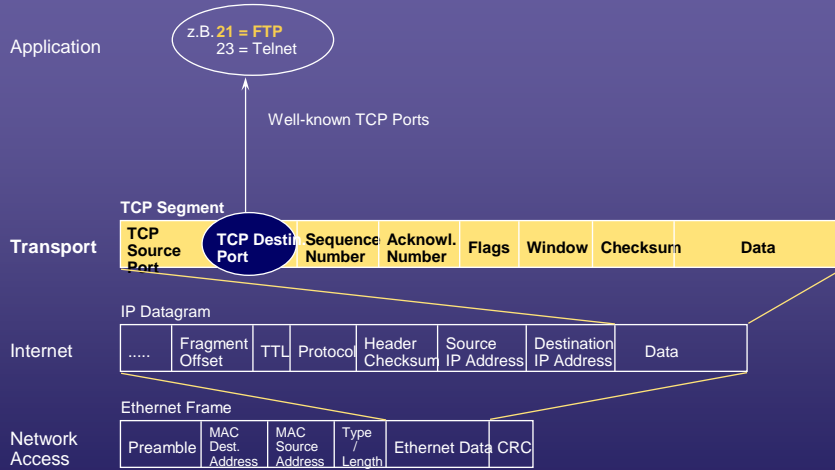 Application
z.B. 21 = FTP
23 = Telnet
Well-known TCP Ports
TCP Segment
Transport
TCP
Source
Port
TCP Destin.
Port
Sequence
Number
Acknowl.
Number
Flags
Window
Checksum
Data
IP Datagram
Internet
.....
Fragment
Offset
TTL
Protocol
Header
Checksum
Source
IP Address
Destination
IP Address
Data
Ethernet Frame
Network
Access
Preamble
MAC
Dest.
Address
MAC
Source
Address
Type
/
Length
Ethernet Data
CRC